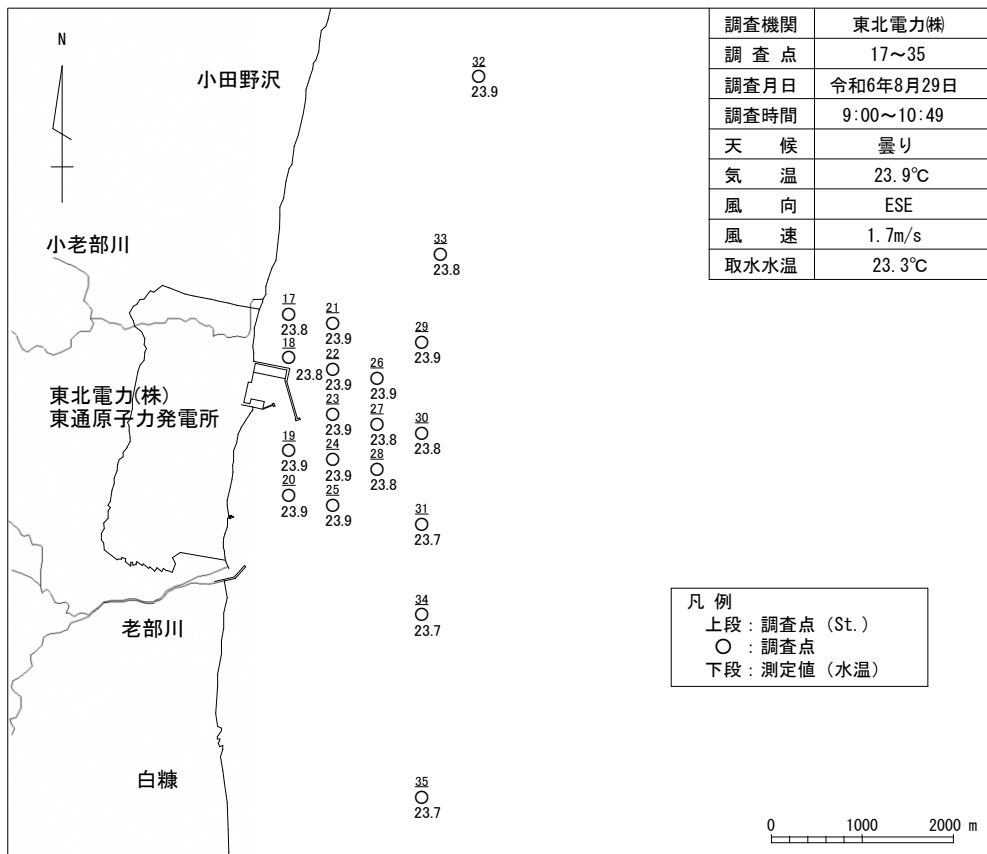 調査機関 東北電力㈱
調査点 17～35
調査月日 令和6年8月29日
調査時間 9:00～10:49
天候 曇り
気温 23.9℃
風向 ESE
風速 1.7m/s
取水水温 23.3℃
N
小田野沢
32
23.9
小老部川
33
23.8
17
23.8
21
23.9
29
23.9
18
23.8
22
23.9
26
23.9
東北電力(株)
東通原子力発電所
23
23.9
27
23.8
30
23.8
19
23.9
24
23.9
28
23.8
20
23.9
25
23.9
31
23.7
34
23.7
老部川
凡 例
上段：調査点（St.）
○ ：調査点
下段：測定値（水温）
白糠
35
23.7
0 1000 2000 m